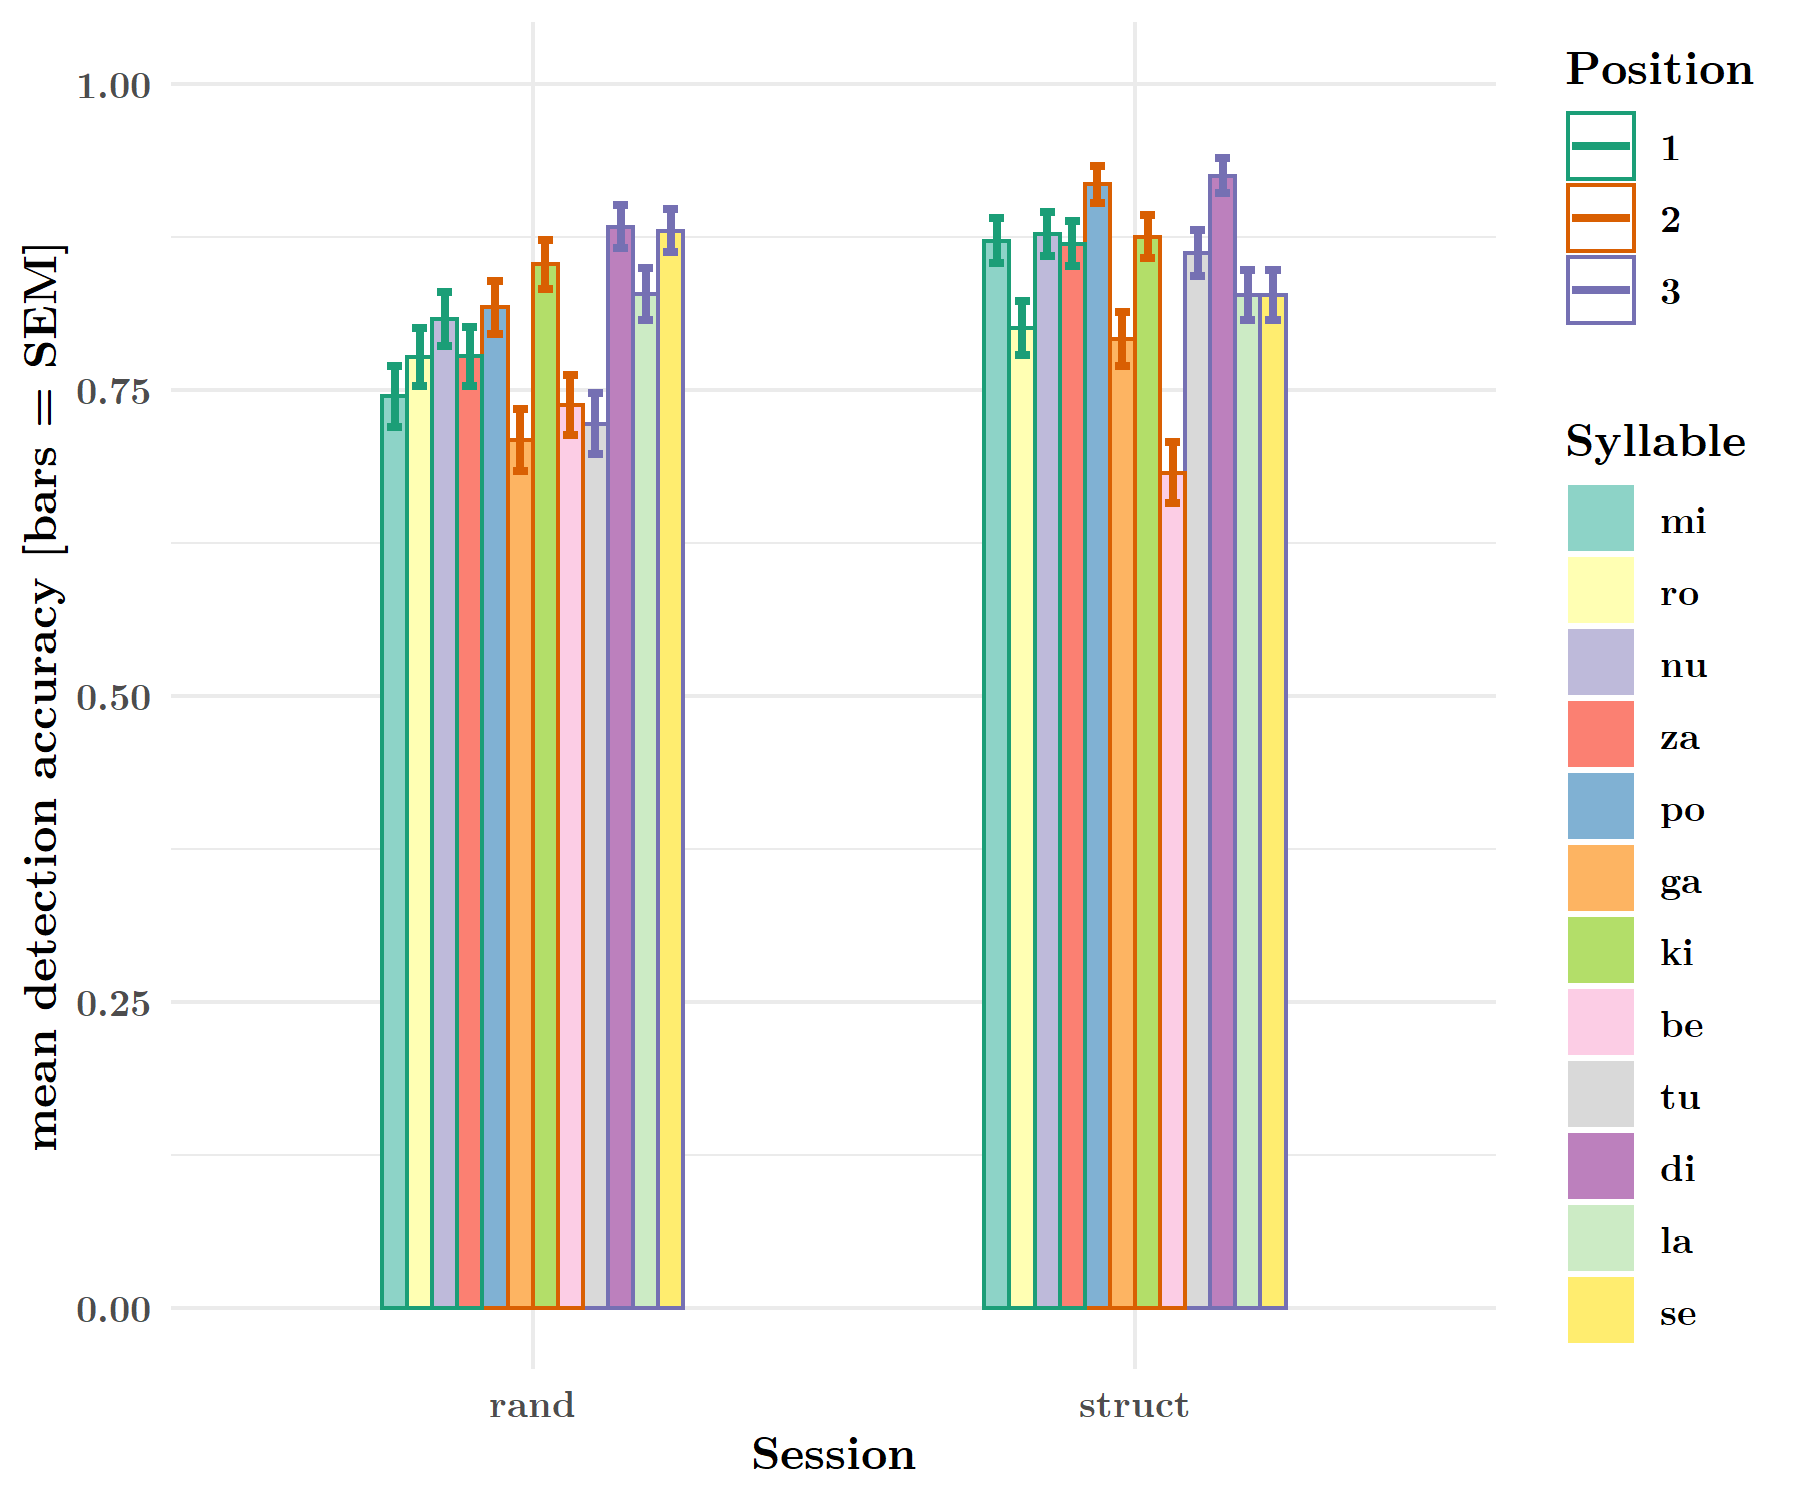 mean detection accuracy [bars = SEM]
1.00
0.75
0.50
0.25
0.00
rand
struct
Session
Position
1
2
3
Syllable
mi
ro
nu
za
po
ga
ki
be
tu
di
la
se